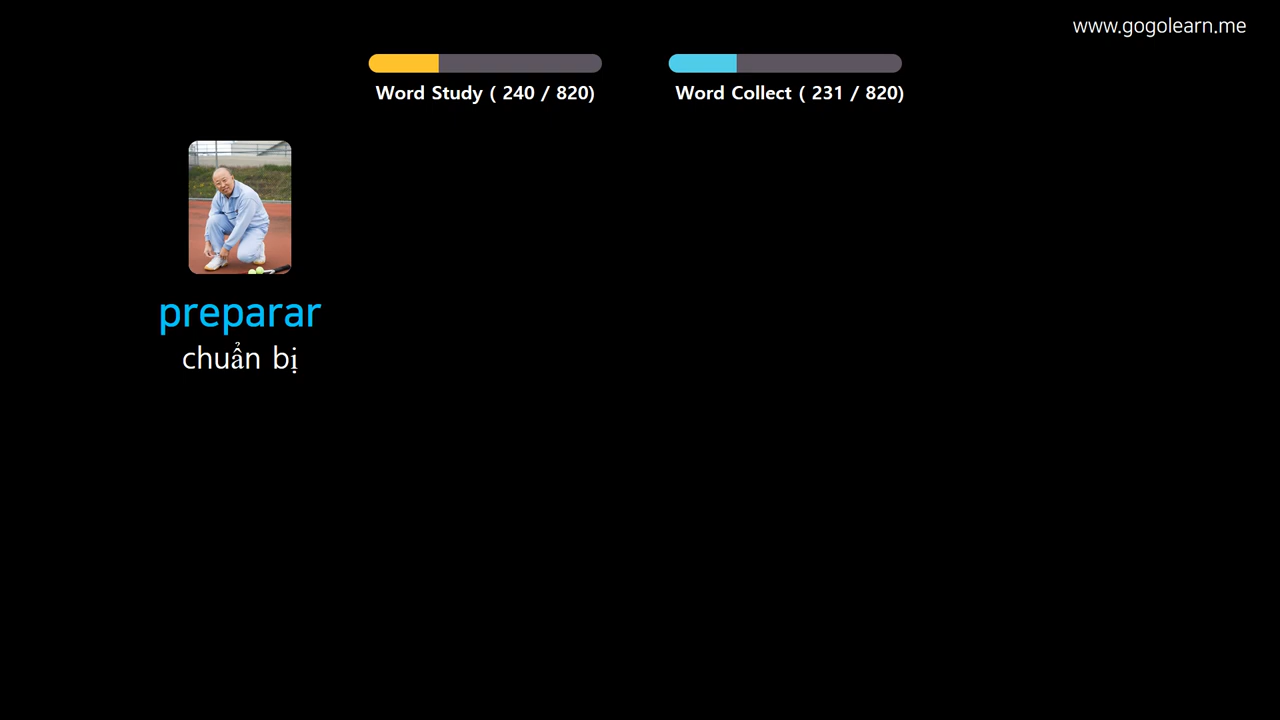 www.gogolearn.me
Word Study ( 240 / 820)
Word Collect ( 231 / 820)
preparar
chuẩn bị